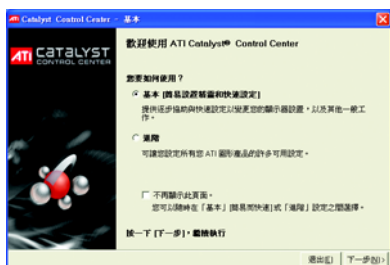 Catalyst Control Center - 基本
ATI CATALYST
CONTROL CENTER
歡迎使用 ATI Catalyst® Control Center
您要如何使用?
基本 [簡易設置精靈和快速設定]
提供逐步協助與快速設定以變更您的顯示器設置,以及其他一般工
作。
進階
可讓您設定所有您 ATI 圖形產品的許多可用設定。
不再顯示此頁面。
您可以隨時在「基本」[簡易而快速]或「進階」設定之間選擇。
按一下 [下一步],繼續執行
退出(E)
下一步(N)>